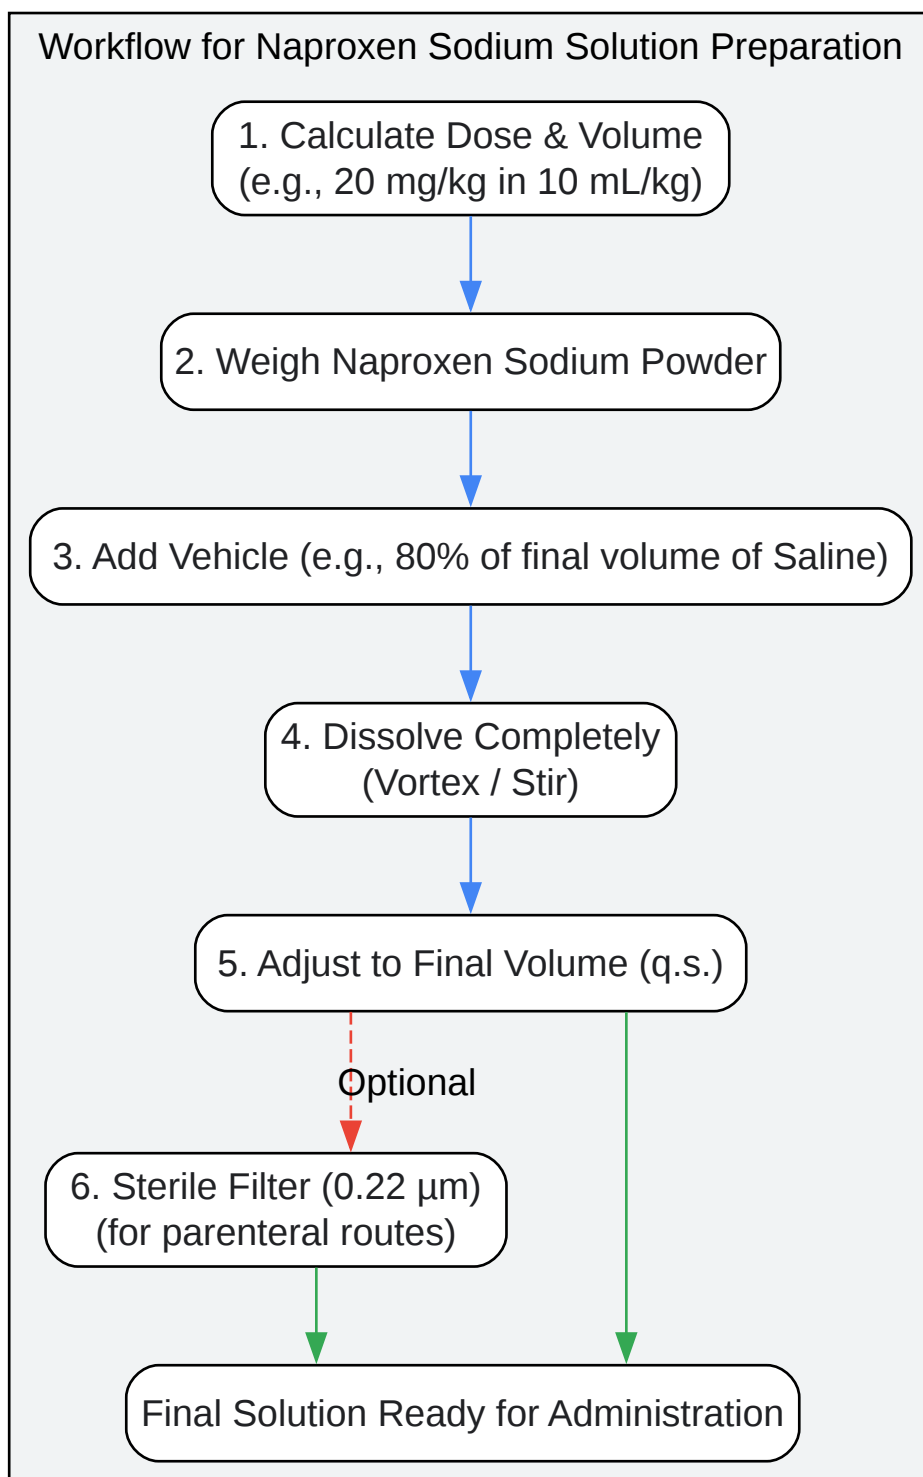 Workflow for Naproxen Sodium Solution Preparation
1. Calculate Dose & Volume
(e.g., 20 mg/kg in 10 mL/kg)
2. Weigh Naproxen Sodium Powder
3. Add Vehicle (e.g., 80% of final volume of Saline)
4. Dissolve Completely
(Vortex / Stir)
5. Adjust to Final Volume (q.s.)
Optional
6. Sterile Filter (0.22 µm)
(for parenteral routes)
Final Solution Ready for Administration